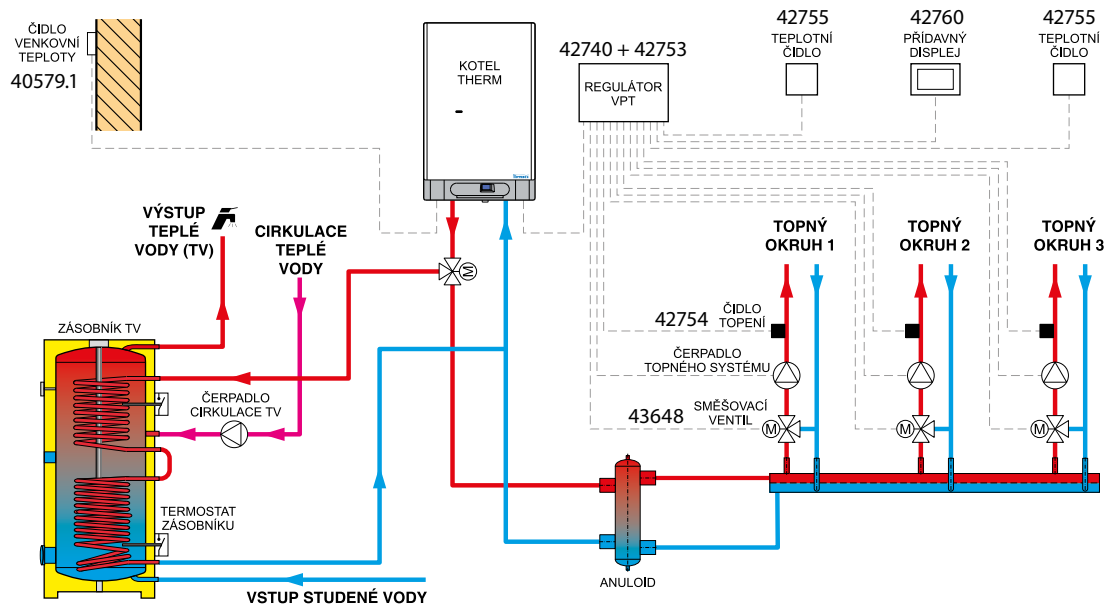 ČIDLO
VENKOVNÍ
TEPLOTY
40579.1
KOTEL
THERM
42740 + 42753
REGULÁTOR
VPT
42755
TEPLOTNÍ
ČIDLO
42760
PŘÍDAVNÝ
DISPLEJ
42755
TEPLOTNÍ
ČIDLO
VÝSTUP
TEPLÉ
VODY (TV)
CIRKULACE
TEPLÉ
VODY
M
TOPNÝ
OKRUH 1
TOPNÝ
OKRUH 2
TOPNÝ
OKRUH 3
42754
ČIDLO
TOPENÍ
ZÁSOBNÍK TV
ČERPADLO
TOPNÉHO SYSTÉMU
ČERPADLO
CIRKULACE TV
43648
SMĚŠOVACÍ
VENTIL
M
M
M
TERMOSTAT
ZÁSOBNÍKU
ANULOID
VSTUP STUDENÉ VODY